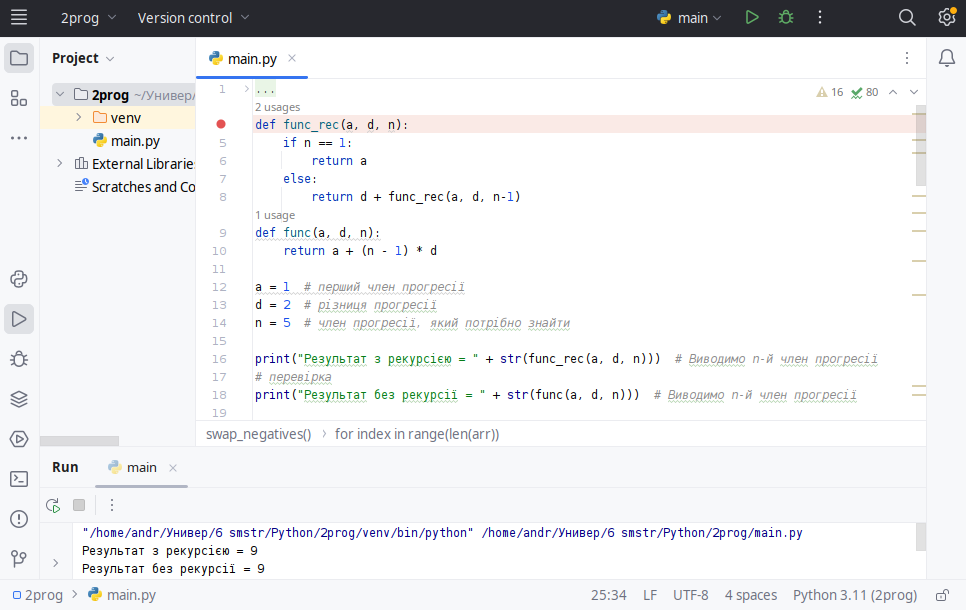 2prog Version control main
Project main.py
1 ... 16 80
2prog ~/Универ/
2 usages
venv def func_rec(a, d, n):
main.py 5 if n == 1:
External Libraries 6 return a
Scratches and Co 7 else:
8 return d + func_rec(a, d, n-1)
1 usage
9 def func(a, d, n):
10 return a + (n - 1) * d
11
12 a = 1 # перший член прогресії
13 d = 2 # різниця прогресії
14 n = 5 # член прогресії, який потрібно знайти
15
16 print("Результат з рекурсією = " + str(func_rec(a, d, n))) # Виводимо n-й член прогресії
17 # перевірка
18 print("Результат без рекурсії = " + str(func(a, d, n))) # Виводимо n-й член прогресії
19
swap_negatives() for index in range(len(arr))
Run main
"/home/andr/Универ/6 smstr/Python/2prog/venv/bin/python" /home/andr/Универ/6 smstr/Python/2prog/main.py
Результат з рекурсією = 9
Результат без рекурсії = 9
2prog main.py 25:34 LF UTF-8 4 spaces Python 3.11 (2prog)